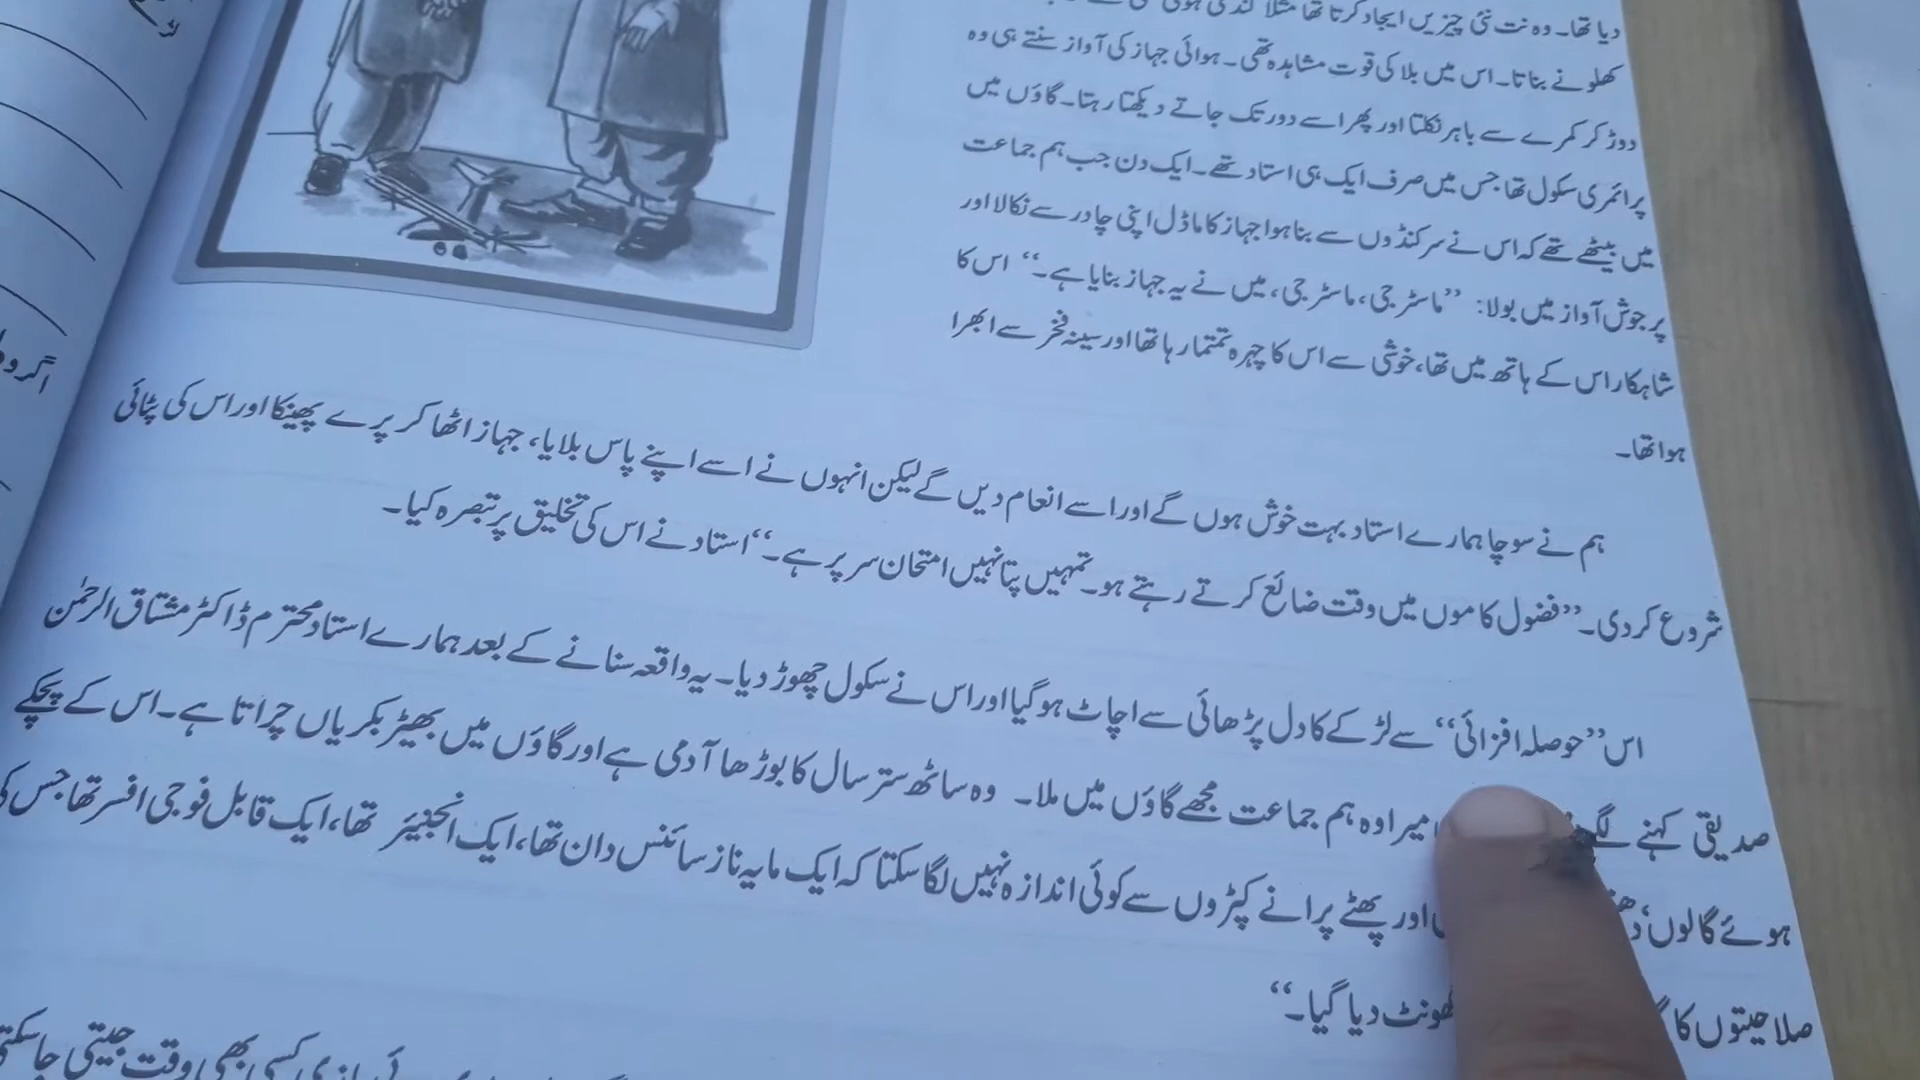 دیا تھا۔ وہ نت نئی چیزیں ایجاد کرتا تھا مثلاً
کھلونے بناتا۔ اس میں بلا کی قوت مشاہدہ تھی۔ ہوائی جہاز کی آواز سنتے ہی وہ
دوڑ کر کمرے سے باہر نکلتا اور پھر اسے دور تک جاتے دیکھتا رہتا۔ گاؤں میں
پرائمری سکول تھا جس میں صرف ایک ہی استاد تھے۔ ایک دن جب ہم جماعت
میں بیٹھے تھے کہ اس نے سرکنڈوں سے بنا ہوا جہاز کا ماڈل اپنی چادر سے نکالا اور
پر جوش آواز میں بولا: ”ماسٹر جی، ماسٹر جی، میں نے یہ جہاز بنایا ہے۔“ اس کا
شاہکار اس کے ہاتھ میں تھا، خوشی سے اس کا چہرہ تمتما رہا تھا اور سینہ فخر سے ابھرا
ہوا تھا۔
ہم نے سوچا ہمارے استاد بہت خوش ہوں گے اور اسے انعام دیں گے لیکن انہوں نے اسے اپنے پاس بلایا، جہاز اٹھا کر پرے پھینکا اور اس کی پٹائی
شروع کر دی۔ ”فضول کاموں میں وقت ضائع کرتے رہتے ہو۔ تمہیں پتا نہیں امتحان سر پر ہے۔“ استاد نے اس کی تخلیق پر تبصرہ کیا۔
اس ”حوصلہ افزائی“ سے لڑکے کا دل پڑھائی سے اچاٹ ہو گیا اور اس نے سکول چھوڑ دیا۔ یہ واقعہ سنانے کے بعد ہمارے استاد محترم ڈاکٹر مشتاق الرحمٰن
صدیقی کہنے لگے میرا وہ ہم جماعت مجھے گاؤں میں ملا۔ وہ ساٹھ ستر سال کا بوڑھا آدمی ہے اور گاؤں میں بھیڑ بکریاں چراتا ہے۔ اس کے پچکے
ہوئے گالوں، اور پھٹے پرانے کپڑوں سے کوئی اندازہ نہیں لگا سکتا کہ ایک مایہ ناز سائنس دان تھا، ایک انجنیئر تھا، ایک قابل فوجی افسر تھا جس کی
صلاحیتوں کا گھونٹ دیا گیا۔“
کسی بھی وقت جیتی جا سکتی
اگر وہ